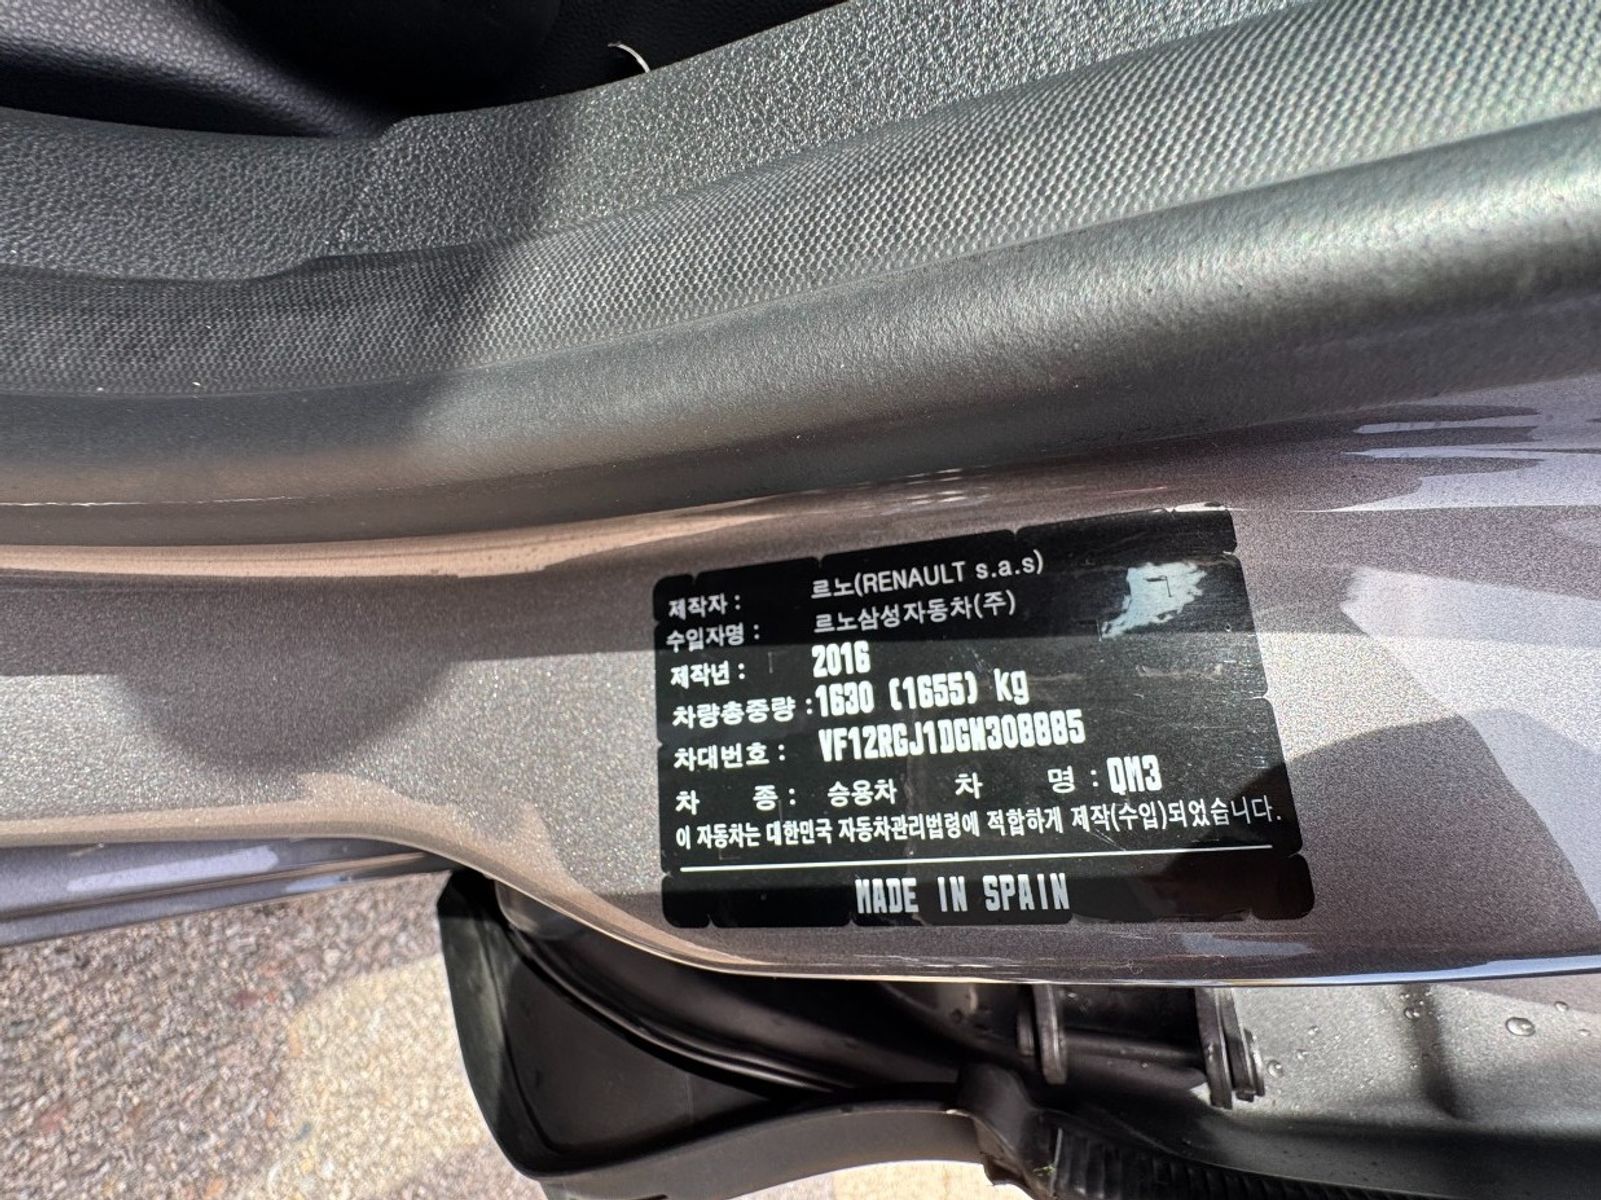 제작자 : 르노(RENAULT s.a.s)
수입자명 : 르노삼성자동차(주)
제작년 : 2016
차량총중량 : 1630 (1655) kg
차대번호 : VF12RGJ1DGW308885
차 종 : 승용차 차 명 : QM3
이 자동차는 대한민국 자동차관리법령에 적합하게 제작(수입)되었습니다.
MADE IN SPAIN